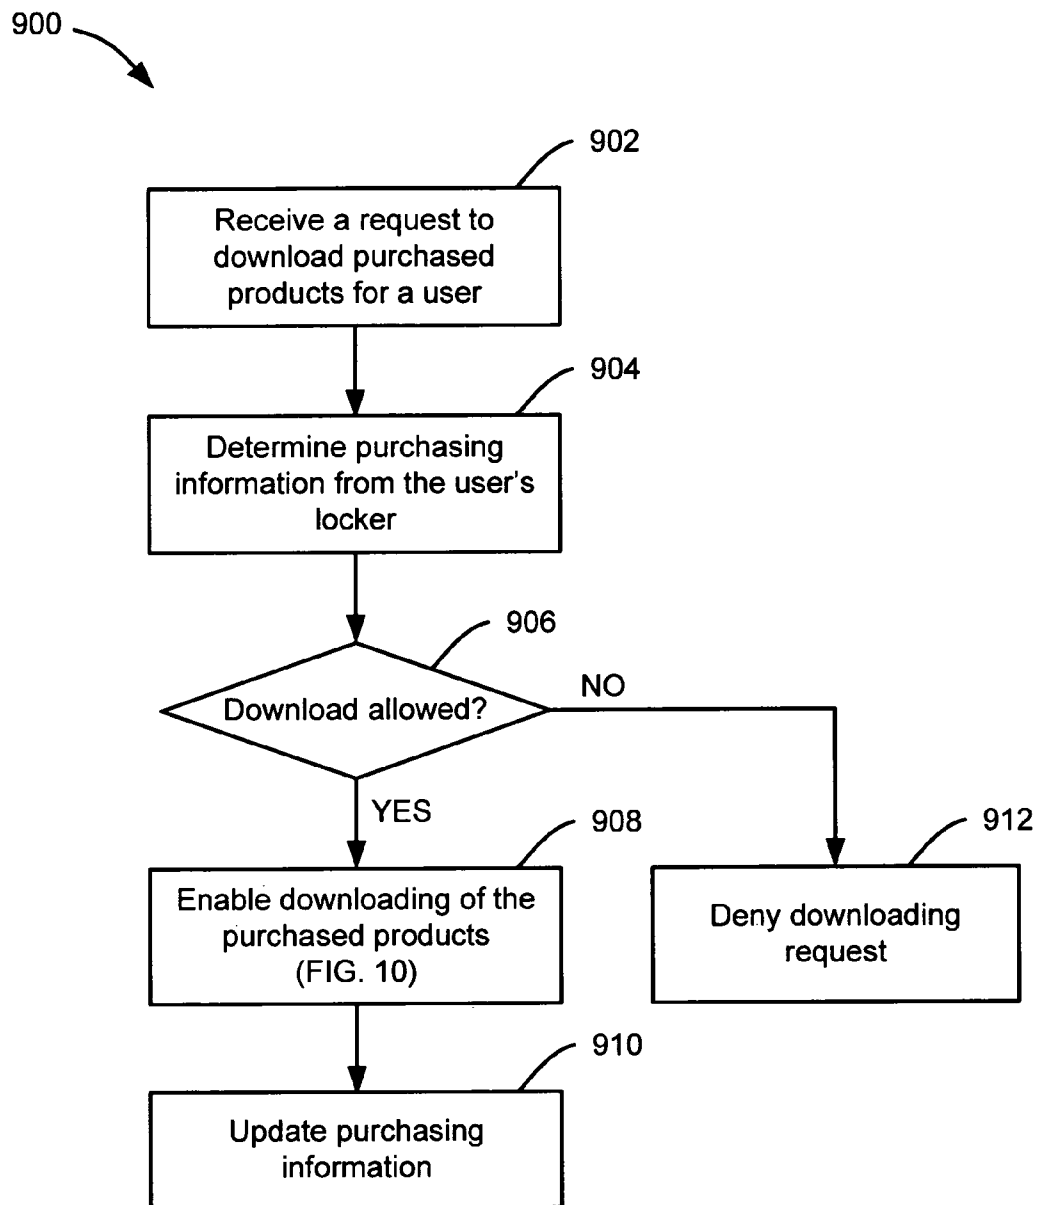 900
902
Receive a request to
download purchased
products for a user
904
Determine purchasing
information from the user's
locker
906
Download allowed?
NO
YES
908
Enable downloading of the
purchased products
(FIG. 10)
912
Deny downloading
request
910
Update purchasing
information